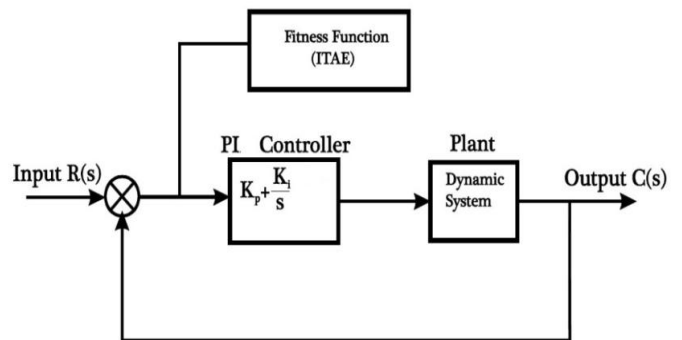 Fitness Function
(ITAE)
PI Controller
Plant
Input R(s)
K_p+K_i/s
Dynamic
System
Output C(s)